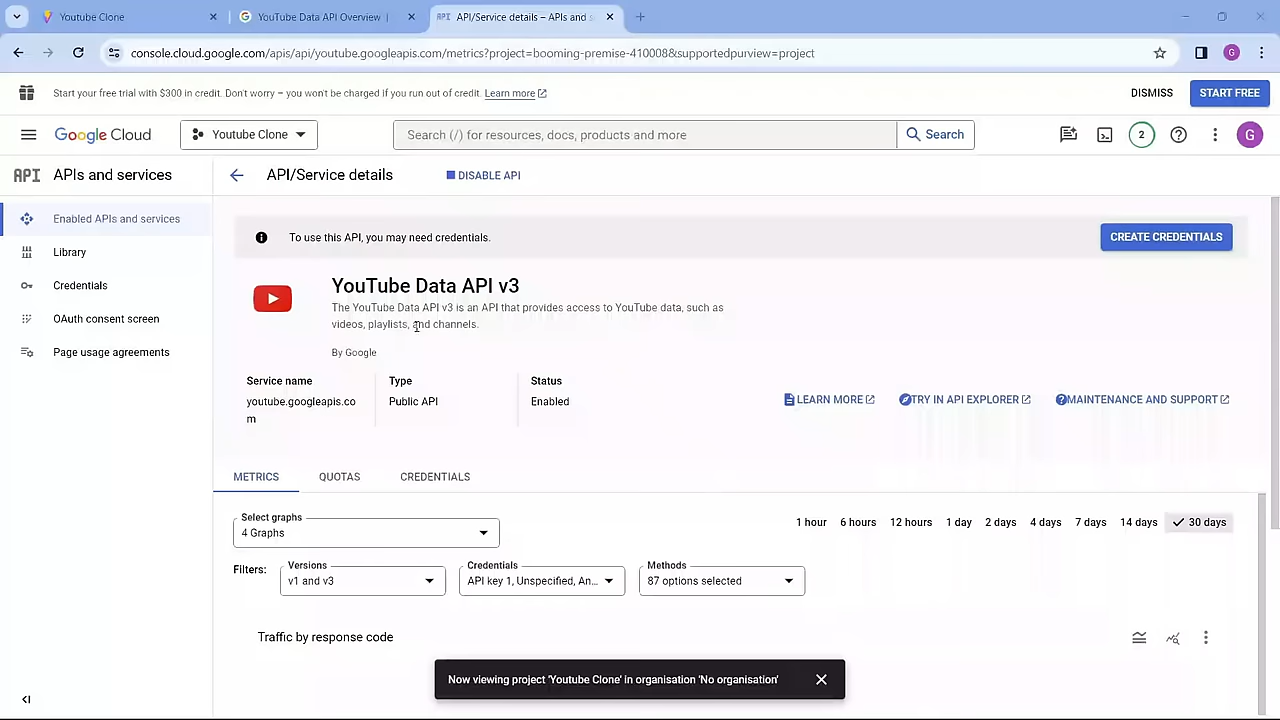 Youtube Clone
YouTube Data API Overview
API API/Service details – APIs and s
console.cloud.google.com/apis/api/youtube.googleapis.com/metrics?project=booming-premise-410008&supportedpurview=project
G
Start your free trial with $300 in credit. Don't worry – you won't be charged if you run out of credit. Learn more
DISMISS
START FREE
Google Cloud
Youtube Clone
Search (/) for resources, docs, products and more
Search
2
G
API APIs and services
API/Service details
DISABLE API
Enabled APIs and services
Library
Credentials
OAuth consent screen
Page usage agreements
To use this API, you may need credentials.
CREATE CREDENTIALS
YouTube Data API v3
The YouTube Data API v3 is an API that provides access to YouTube data, such as
videos, playlists, and channels.
By Google
Service name
youtube.googleapis.co
m
Type
Public API
Status
Enabled
LEARN MORE
TRY IN API EXPLORER
MAINTENANCE AND SUPPORT
METRICS
QUOTAS
CREDENTIALS
Select graphs
4 Graphs
1 hour 6 hours 12 hours 1 day 2 days 4 days 7 days 14 days 30 days
Filters:
Versions
v1 and v3
Credentials
API key 1, Unspecified, An...
Methods
87 options selected
Traffic by response code
Now viewing project 'Youtube Clone' in organisation 'No organisation'